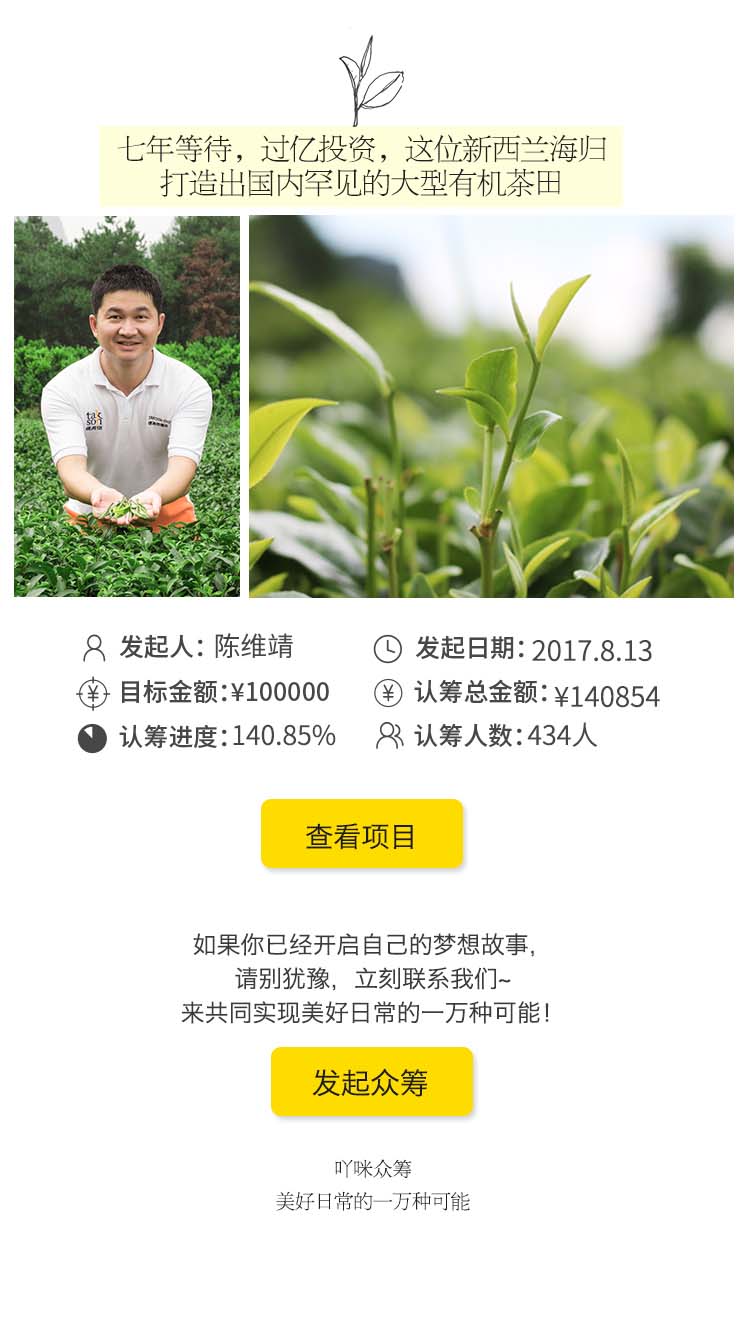 七年等待，过亿投资，这位新西兰海归
打造出国内罕见的大型有机茶田
tak
son
发起人：陈维靖
发起日期：2017.8.13
目标金额：¥100000
认筹总金额：¥140854
认筹进度：140.85%
认筹人数：434人
查看项目
如果你已经开启自己的梦想故事，
请别犹豫，立刻联系我们~
来共同实现美好日常的一万种可能！
发起众筹
吖咪众筹
美好日常的一万种可能